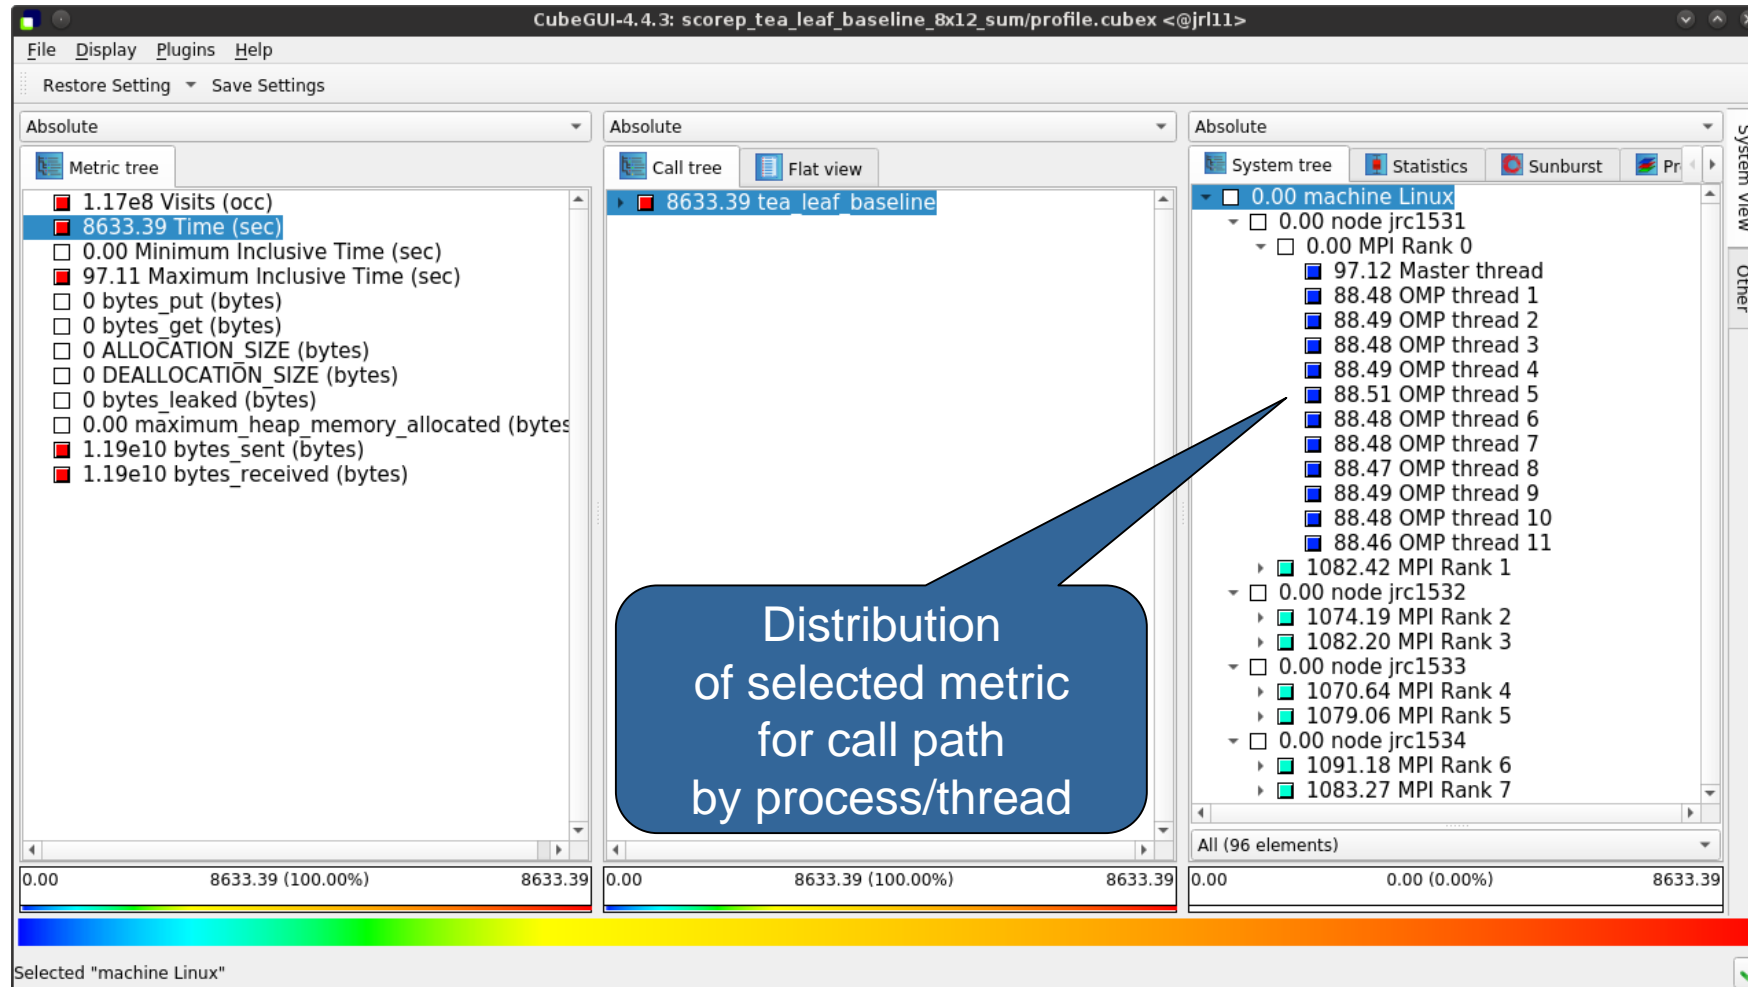 CubeGUI-4.4.3: scorep_tea_leaf_baseline_8x12_sum/profile.cubex <@jrl11>
File Display Plugins Help
Restore Setting Save Settings
Absolute
Metric tree
1.17e8 Visits (occ)
8633.39 Time (sec)
0.00 Minimum Inclusive Time (sec)
97.11 Maximum Inclusive Time (sec)
0 bytes_put (bytes)
0 bytes_get (bytes)
0 ALLOCATION_SIZE (bytes)
0 DEALLOCATION_SIZE (bytes)
0 bytes_leaked (bytes)
0.00 maximum_heap_memory_allocated (bytes
1.19e10 bytes_sent (bytes)
1.19e10 bytes_received (bytes)
0.00 8633.39 (100.00%) 8633.39
Absolute
Call tree Flat view
8633.39 tea_leaf_baseline
Distribution
of selected metric
for call path
by process/thread
0.00 8633.39 (100.00%) 8633.39
Absolute
System tree Statistics Sunburst Pr
0.00 machine Linux
0.00 node jrc1531
0.00 MPI Rank 0
97.12 Master thread
88.48 OMP thread 1
88.49 OMP thread 2
88.48 OMP thread 3
88.49 OMP thread 4
88.51 OMP thread 5
88.48 OMP thread 6
88.48 OMP thread 7
88.47 OMP thread 8
88.49 OMP thread 9
88.48 OMP thread 10
88.46 OMP thread 11
1082.42 MPI Rank 1
0.00 node jrc1532
1074.19 MPI Rank 2
1082.20 MPI Rank 3
0.00 node jrc1533
1070.64 MPI Rank 4
1079.06 MPI Rank 5
0.00 node jrc1534
1091.18 MPI Rank 6
1083.27 MPI Rank 7
All (96 elements)
0.00 0.00 (0.00%) 8633.39
System View
Other
Selected "machine Linux"